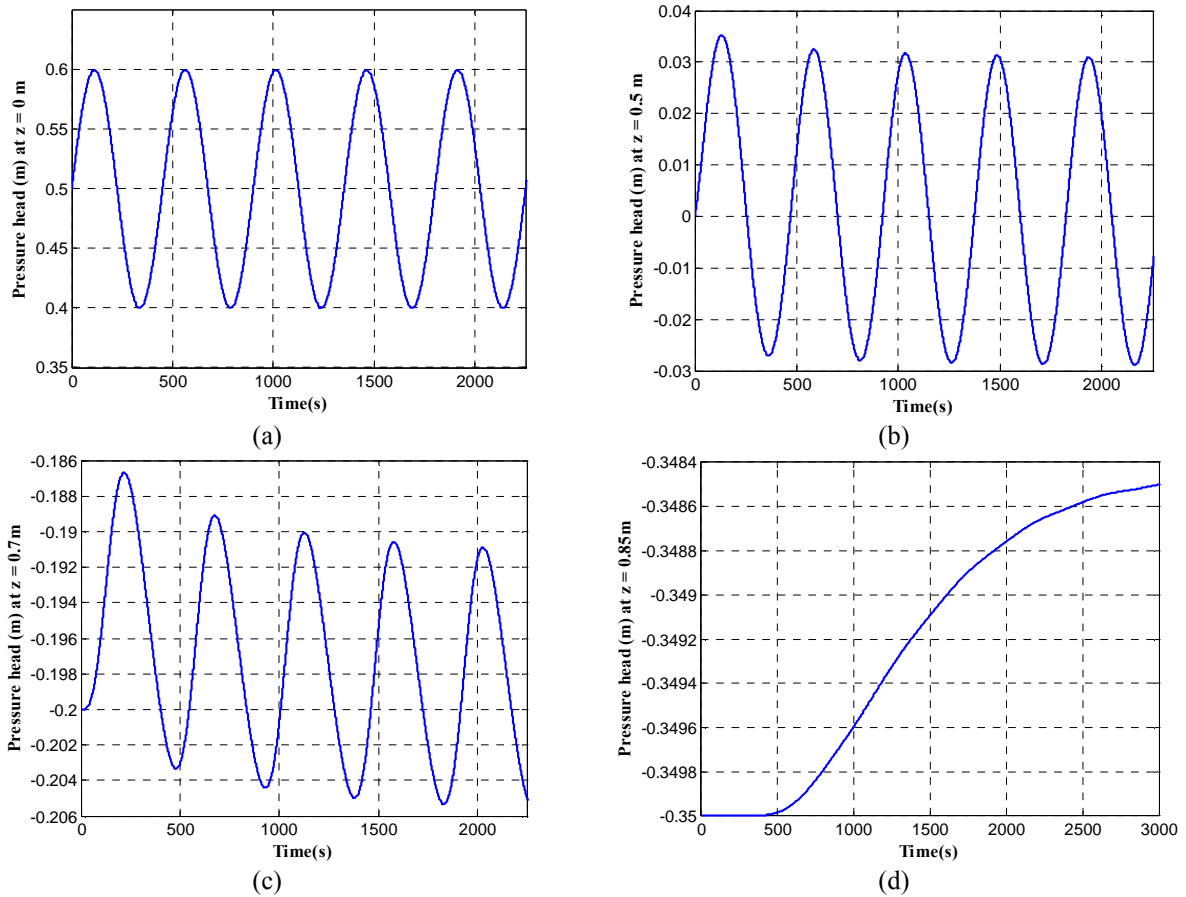 Pressure head (m) at z = 0 m
0.6
0.55
0.5
0.45
0.4
0.35
0 500 1000 1500 2000
Time(s)
(a)
Pressure head (m) at z = 0.5 m
0.04
0.03
0.02
0.01
0
-0.01
-0.02
-0.03
0 500 1000 1500 2000
Time(s)
(b)
Pressure head (m) at z = 0.7m
-0.186
-0.188
-0.19
-0.192
-0.194
-0.196
-0.198
-0.2
-0.202
-0.204
-0.206
0 500 1000 1500 2000
Time(s)
(c)
Pressure head (m) at z = 0.85m
-0.3484
-0.3486
-0.3488
-0.349
-0.3492
-0.3494
-0.3496
-0.3498
-0.35
0 500 1000 1500 2000 2500 3000
Time(s)
(d)